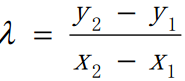 λ = (y₂ − y₁) / (x₂ − x₁)